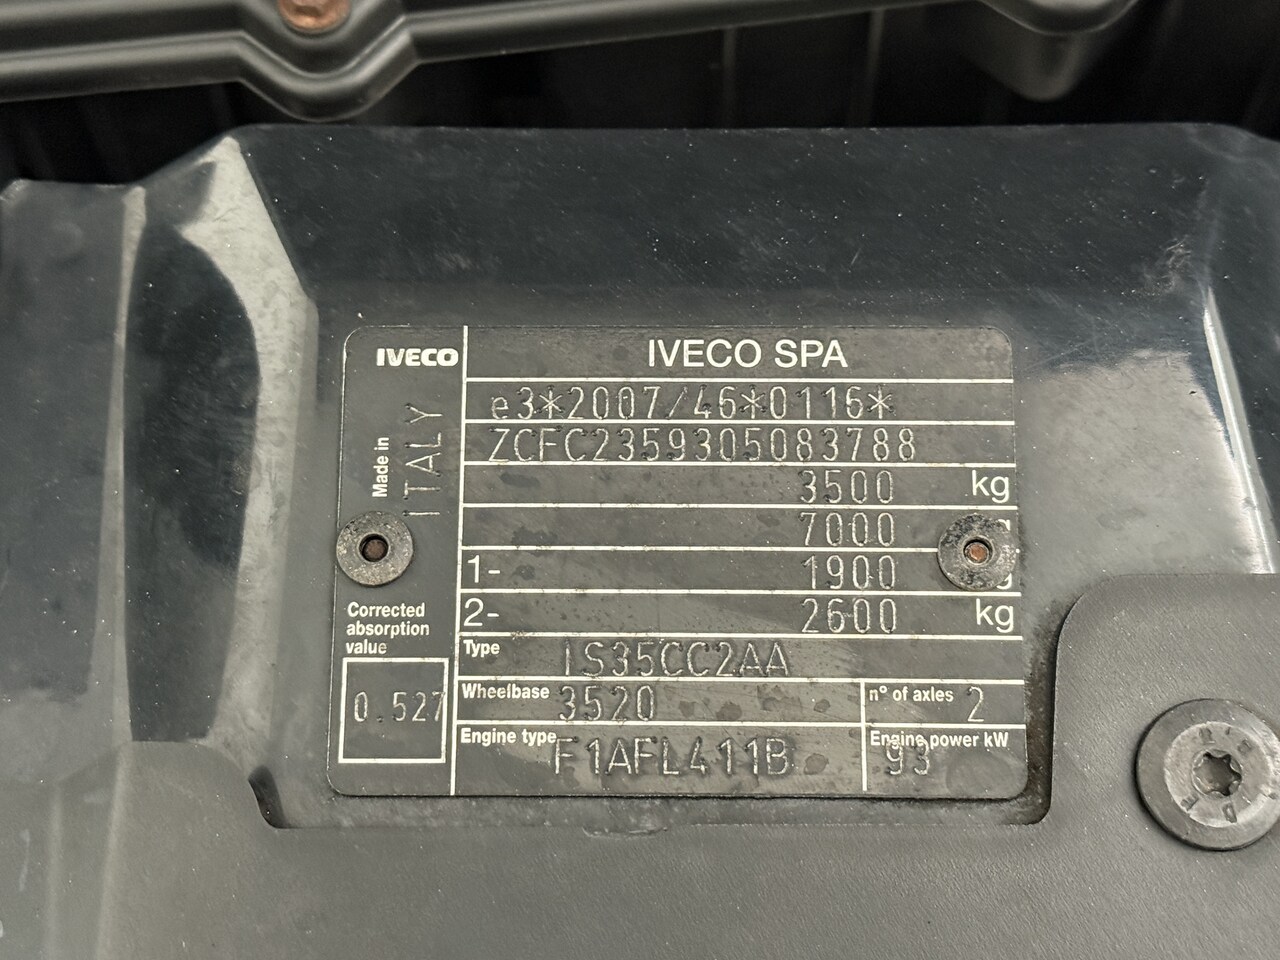 IVECO
IVECO SPA
Made in
ITALY
e3*2007/46*0116*
ZCFC2359305083788
3500 kg
7000
1- 1900
2- 2600 kg
Corrected
absorption
value
0.527
Type IS35CC2AA
Wheelbase 3520
n° of axles 2
Engine type F1AFL411B
Engine power kW
93